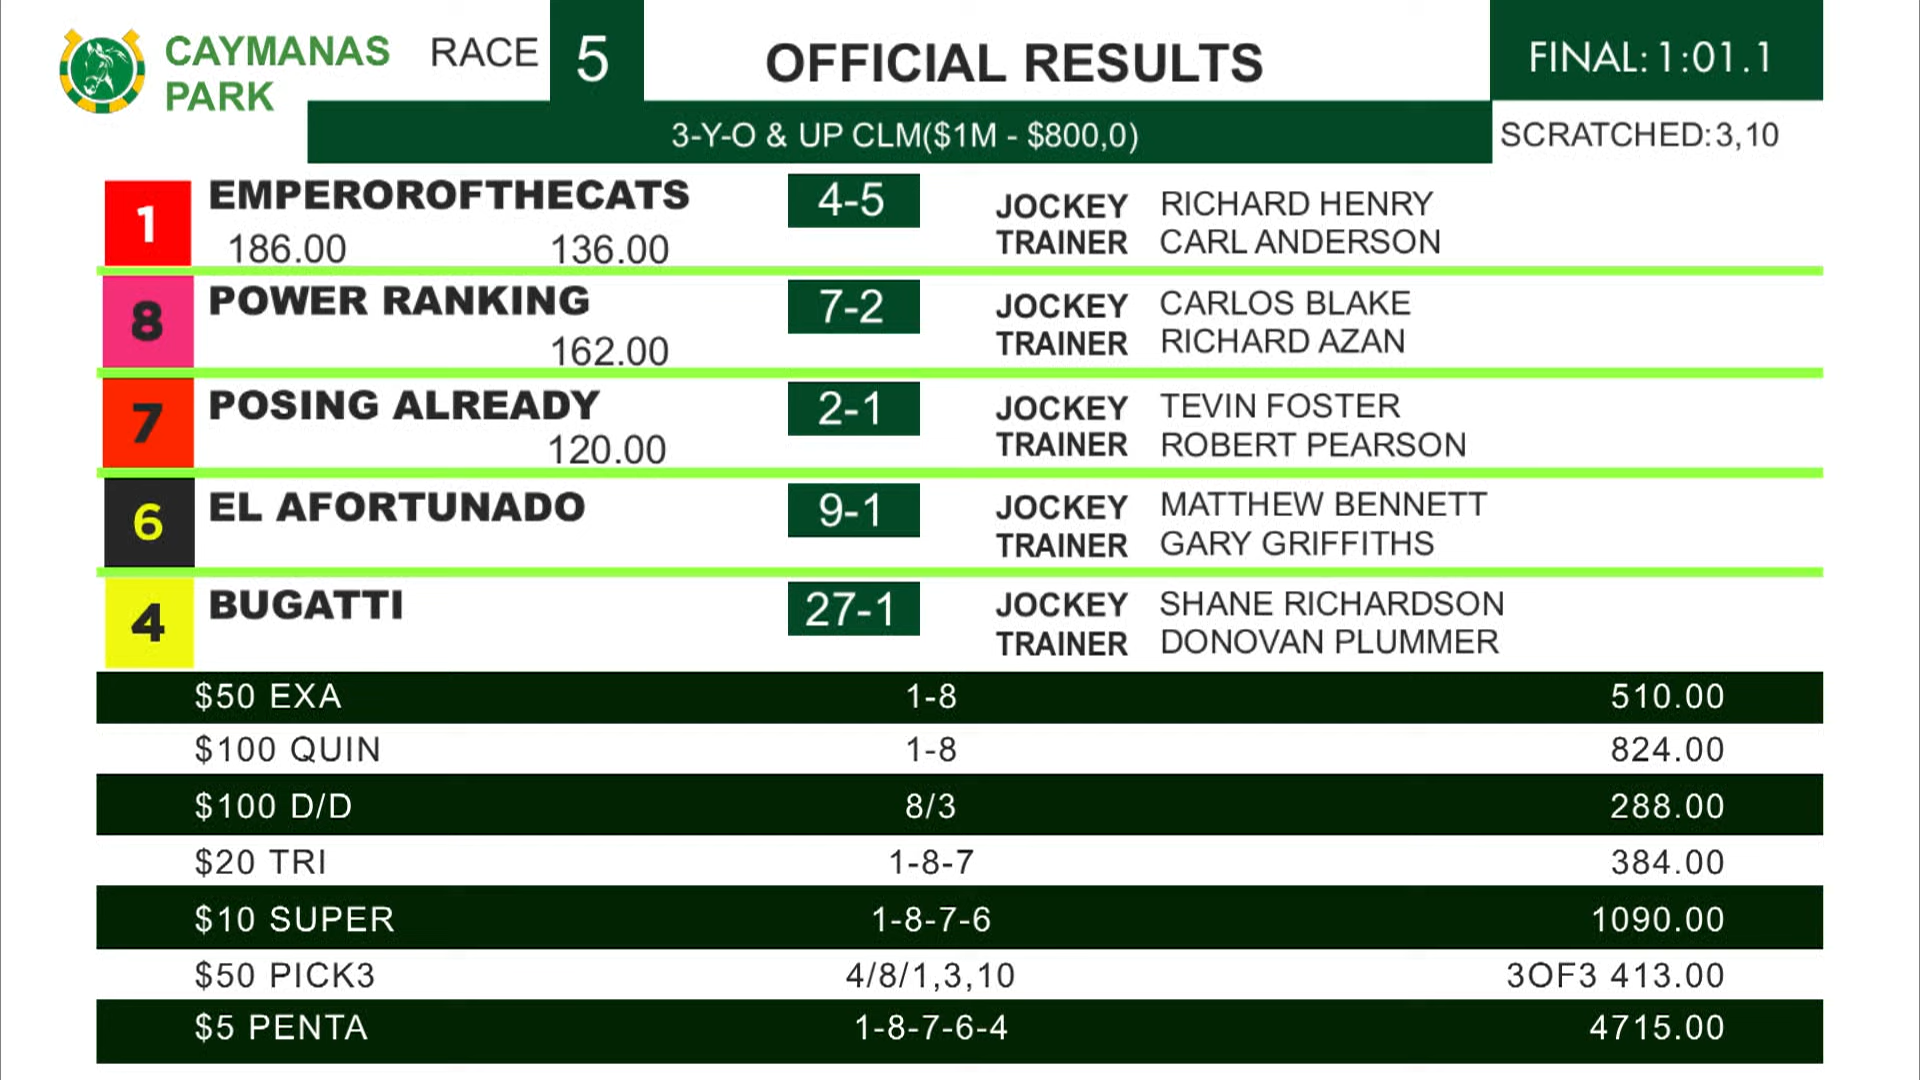 CAYMANAS
PARK
RACE 5
OFFICIAL RESULTS
FINAL: 1:01.1
3-Y-O & UP CLM($1M - $800,0)
SCRATCHED:3,10
1 EMPEROROFTHECATS 4-5 JOCKEY RICHARD HENRY
186.00 136.00 TRAINER CARL ANDERSON
8 POWER RANKING 7-2 JOCKEY CARLOS BLAKE
162.00 TRAINER RICHARD AZAN
7 POSING ALREADY 2-1 JOCKEY TEVIN FOSTER
120.00 TRAINER ROBERT PEARSON
6 EL AFORTUNADO 9-1 JOCKEY MATTHEW BENNETT
TRAINER GARY GRIFFITHS
4 BUGATTI 27-1 JOCKEY SHANE RICHARDSON
TRAINER DONOVAN PLUMMER
$50 EXA 1-8 510.00
$100 QUIN 1-8 824.00
$100 D/D 8/3 288.00
$20 TRI 1-8-7 384.00
$10 SUPER 1-8-7-6 1090.00
$50 PICK3 4/8/1,3,10 3OF3 413.00
$5 PENTA 1-8-7-6-4 4715.00